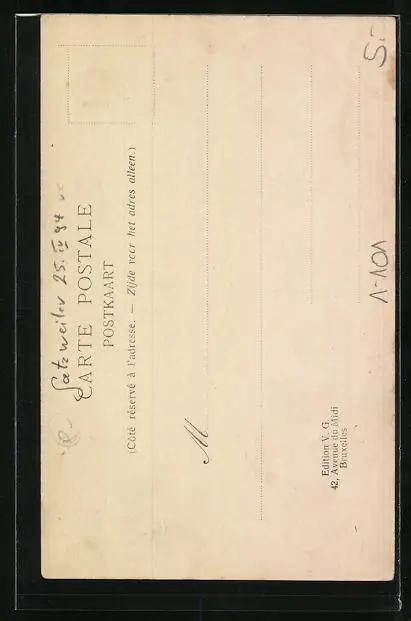 Satzweiler 25. IV 94
CARTE POSTALE
POSTKAART
(Côté réservé à l'adresse. — Zijde voor het adres alleen.)
M
Edition V. G.
42, Avenue du Midi
Bruxelles
1-101
S.-